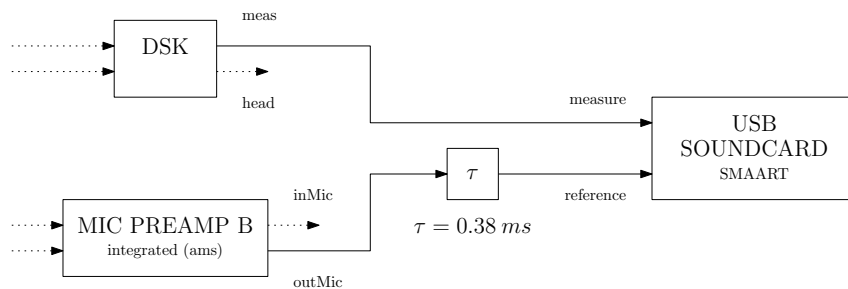 meas
DSK
head
measure
USB
SOUNDCARD
SMAART
τ
reference
inMic
MIC PREAMP B
integrated (ams)
τ = 0.38 ms
outMic